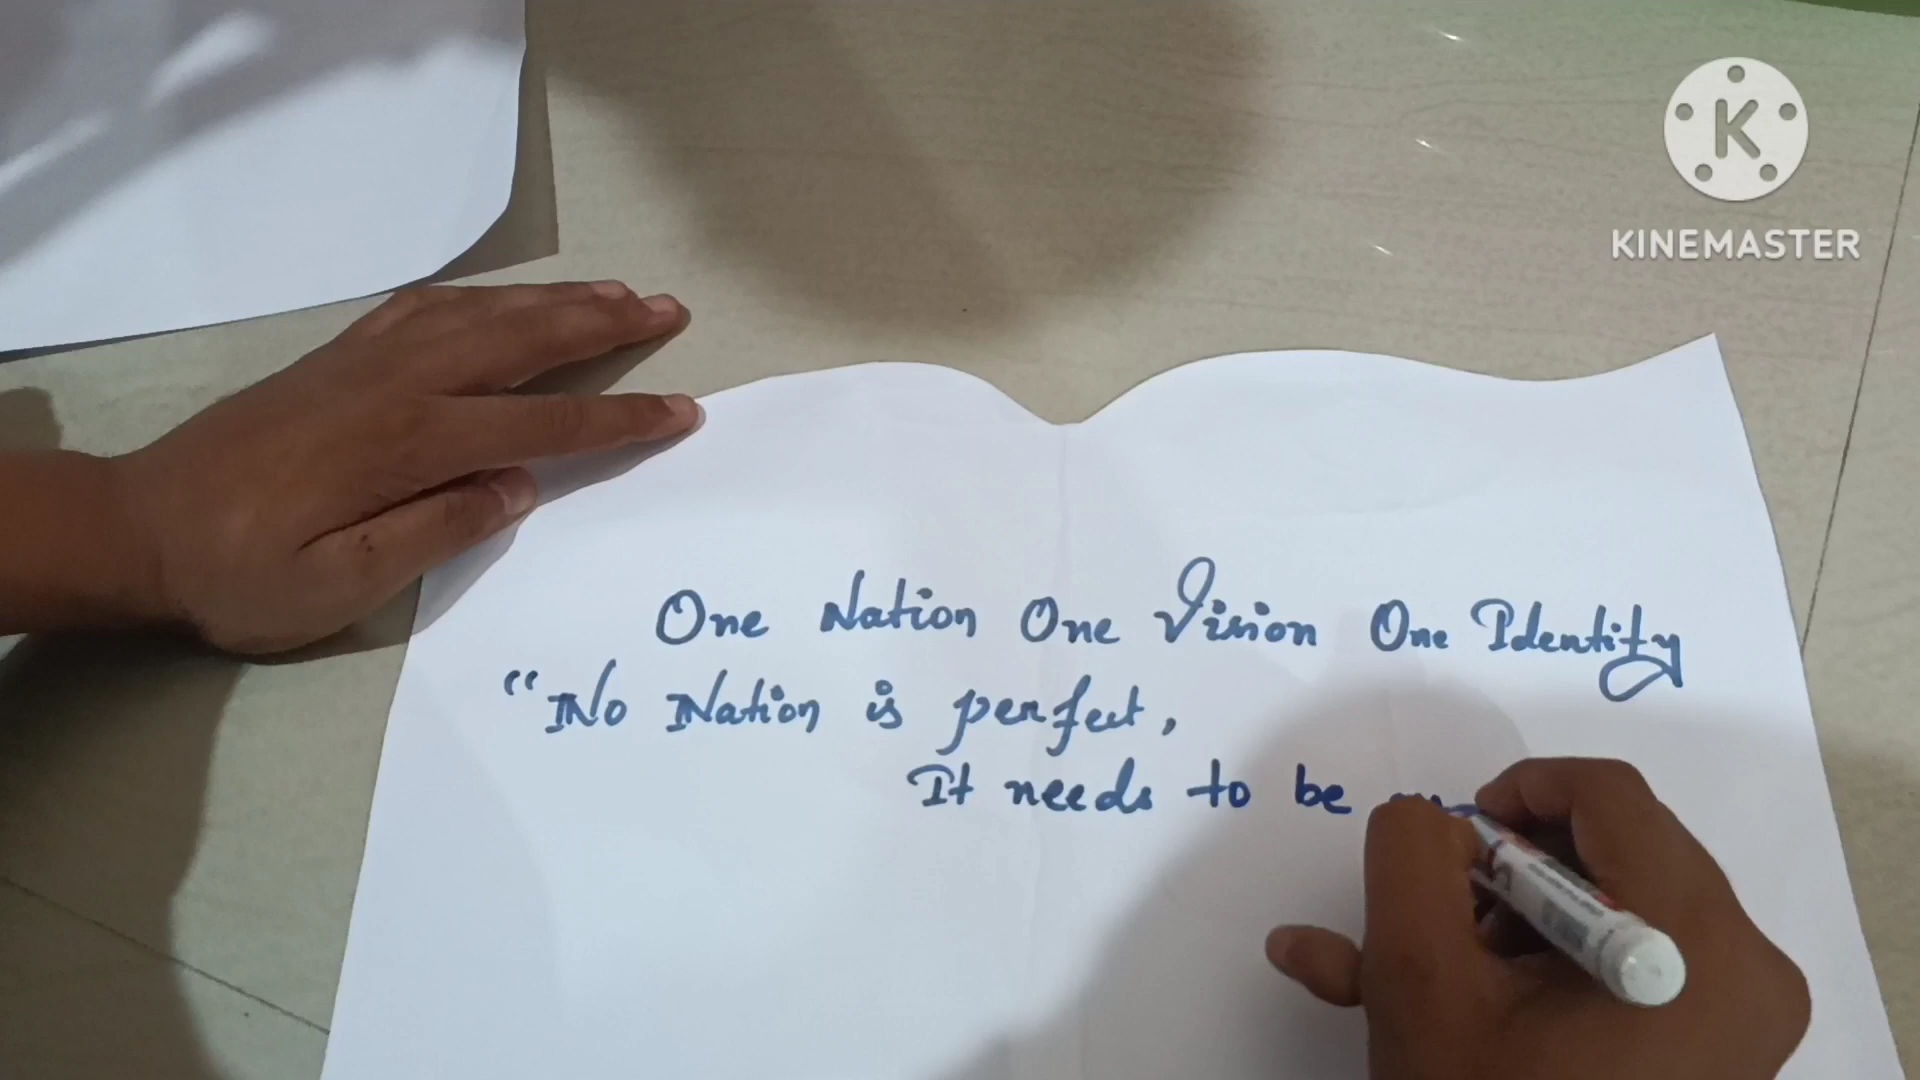 KINEMASTER
One Nation One Vision One Identity
"No Nation is perfect,
It needs to be